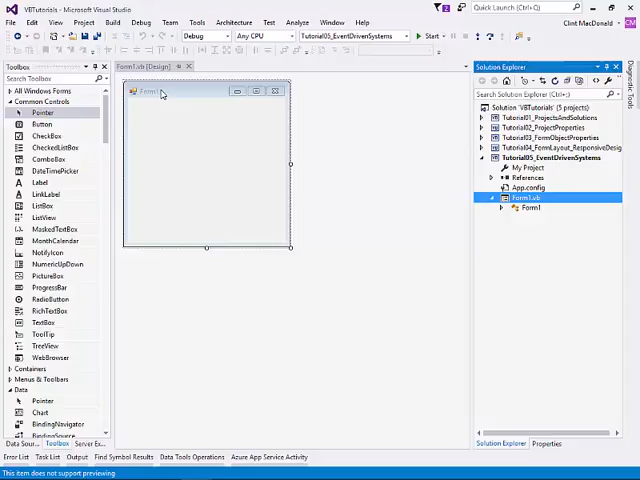 VBTutorials - Microsoft Visual Studio
Quick Launch (Ctrl+Q)
File Edit View Project Build Debug Team Tools Architecture Test Analyze Window Help
Clint MacDonald CM
Debug Any CPU Tutorial05_EventDrivenSystems Start
Toolbox
Search Toolbox
All Windows Forms
Common Controls
Pointer
Button
CheckBox
CheckedListBox
ComboBox
DateTimePicker
Label
LinkLabel
ListBox
ListView
MaskedTextBox
MonthCalendar
NotifyIcon
NumericUpDown
PictureBox
ProgressBar
RadioButton
RichTextBox
TextBox
ToolTip
TreeView
WebBrowser
Containers
Menus & Toolbars
Data
Pointer
Chart
BindingNavigator
BindingSource
Data Sour... Toolbox Server Ex...
Form1.vb [Design]
Form1
Solution Explorer
Search Solution Explorer (Ctrl+;)
Solution 'VBTutorials' (5 projects)
Tutorial01_ProjectsAndSolutions
Tutorial02_ProjectProperties
Tutorial03_FormObjectProperties
Tutorial04_FormLayout_ResponsiveDesig
Tutorial05_EventDrivenSystems
My Project
References
App.config
Form1.vb
Form1
Solution Explorer Properties
Diagnostic Tools
Error List Task List Output Find Symbol Results Data Tools Operations Azure App Service Activity
This item does not support previewing